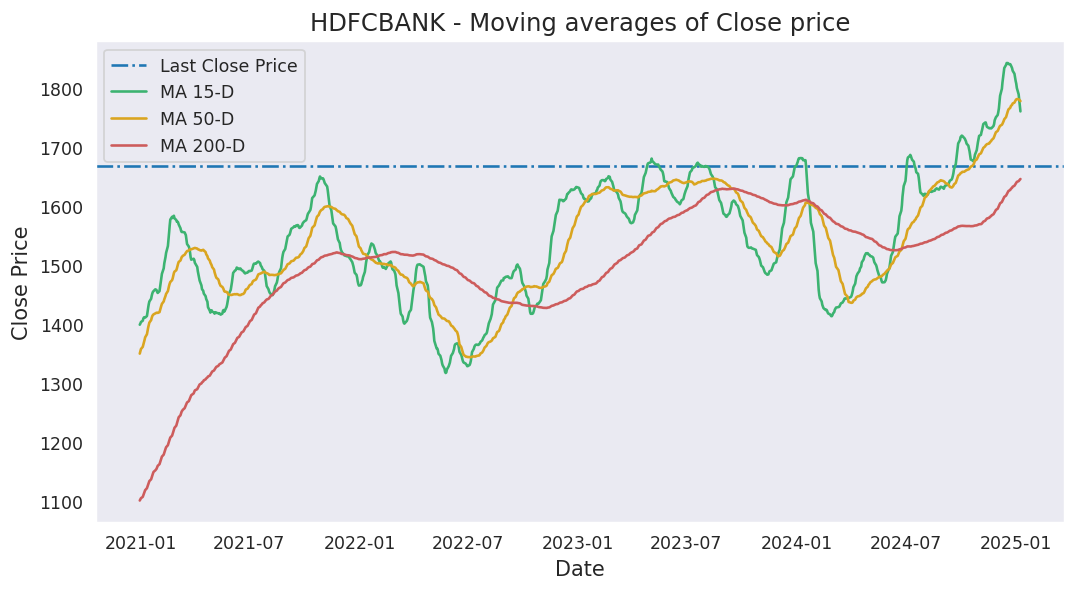 HDFCBANK - Moving averages of Close price
Last Close Price
MA 15-D
MA 50-D
MA 200-D
Close Price
1800
1700
1600
1500
1400
1300
1200
1100
2021-01
2021-07
2022-01
2022-07
2023-01
2023-07
2024-01
2024-07
2025-01
Date